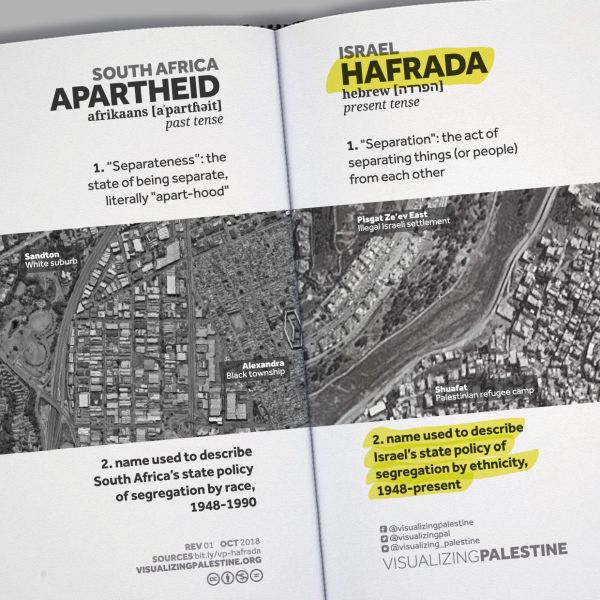 SOUTH AFRICA
APARTHEID
afrikaans [aˈpartɦəit]
past tense
1. "Separateness": the
state of being separate,
literally "apart-hood"
Sandton
White suburb
Alexandra
Black township
2. name used to describe
South Africa's state policy
of segregation by race,
1948-1990
REV 01 OCT 2018
SOURCES bit.ly/vp-hafrada
VISUALIZINGPALESTINE.ORG
ISRAEL
HAFRADA
hebrew [הפרדה]
present tense
1. "Separation": the act of
separating things (or people)
from each other
Pisgat Ze'ev East
Illegal Israeli settlement
Shuafat
Palestinian refugee camp
2. name used to describe
Israel's state policy of
segregation by ethnicity,
1948-present
@visualizingpalestine
@visualizingpal
@visualizing_palestine
VISUALIZINGPALESTINE